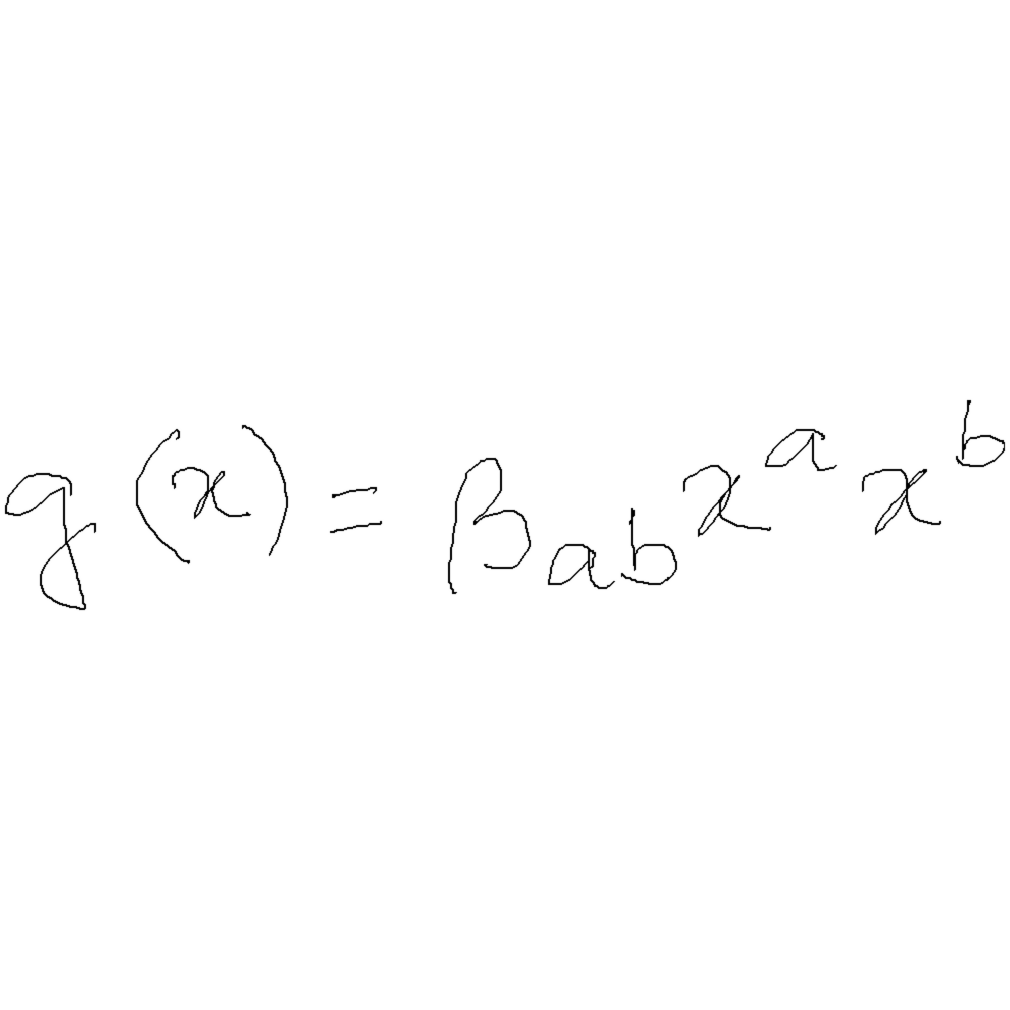 g(x) = β_{ab} x^a x^b